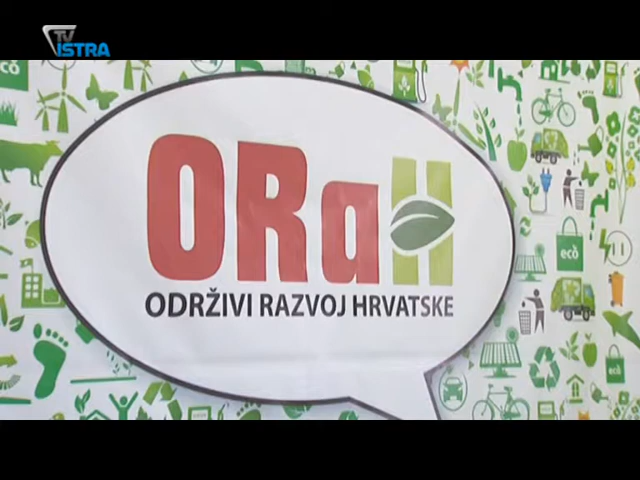 TV
ISTRA
ORaH
ODRŽIVI RAZVOJ HRVATSKE
eco
eco
eco